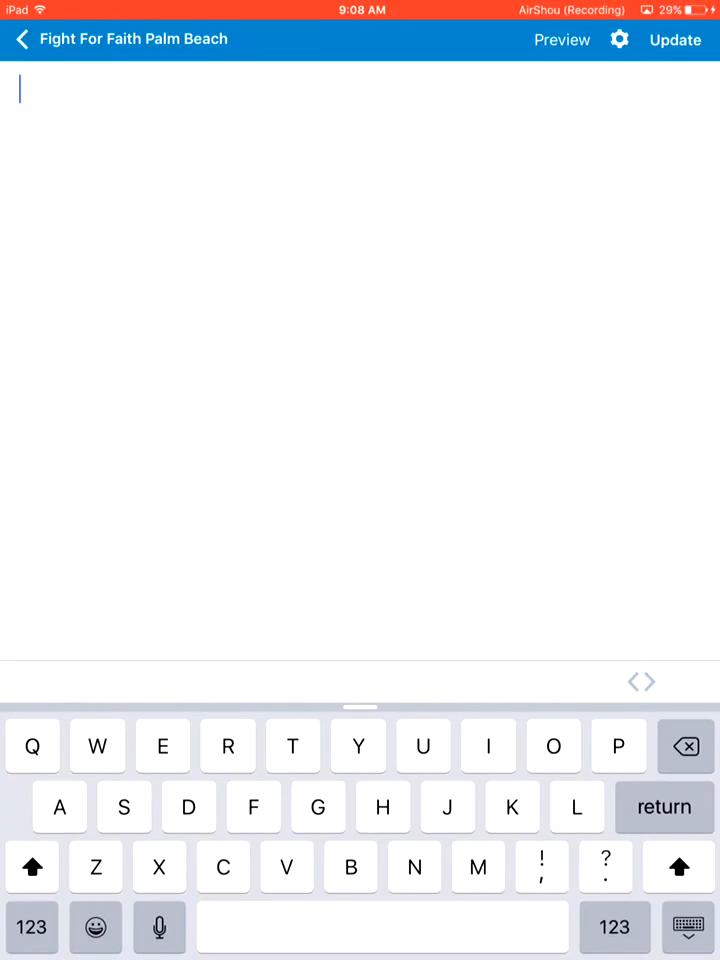 iPad 9:08 AM AirShou (Recording) 29%
Fight For Faith Palm Beach Preview Update
Q W E R T Y U I O P
A S D F G H J K L return
Z X C V B N M ! , ? .
123 123